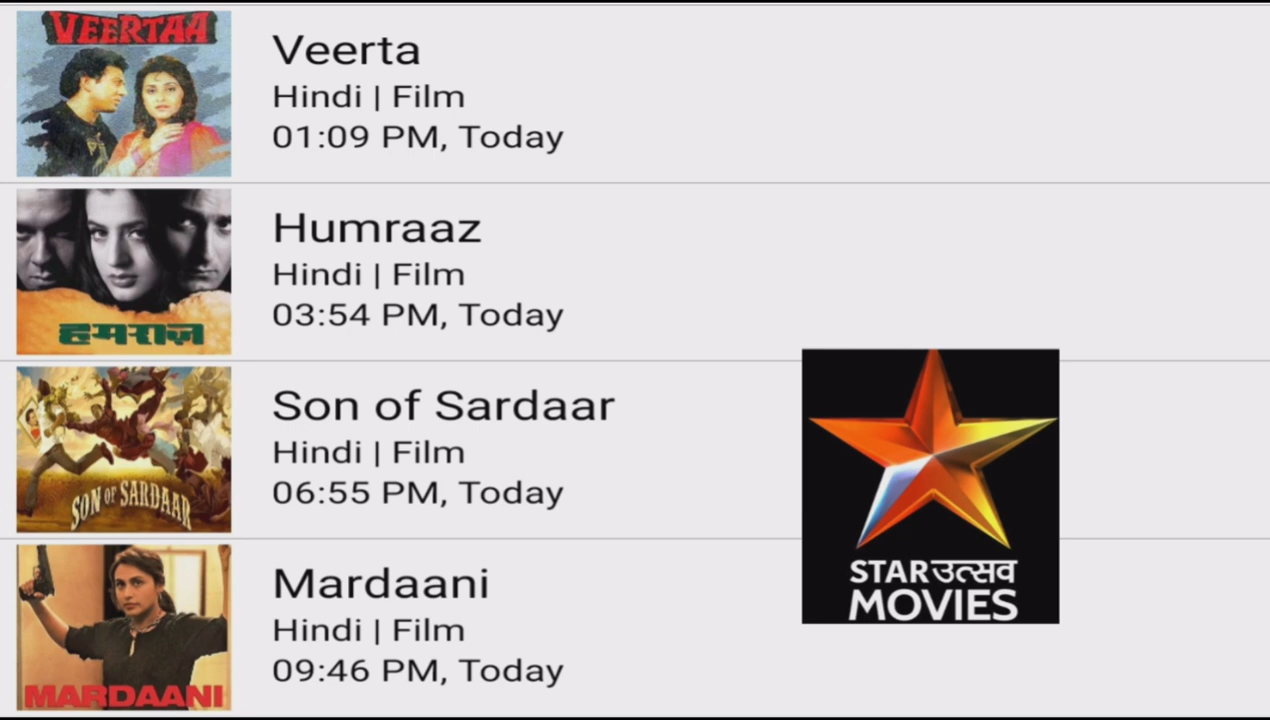 VEERTAA
Veerta
Hindi | Film
01:09 PM, Today
हमराज़
Humraaz
Hindi | Film
03:54 PM, Today
SON OF SARDAAR
Son of Sardaar
Hindi | Film
06:55 PM, Today
MARDAANI
Mardaani
Hindi | Film
09:46 PM, Today
STAR उत्सव
MOVIES